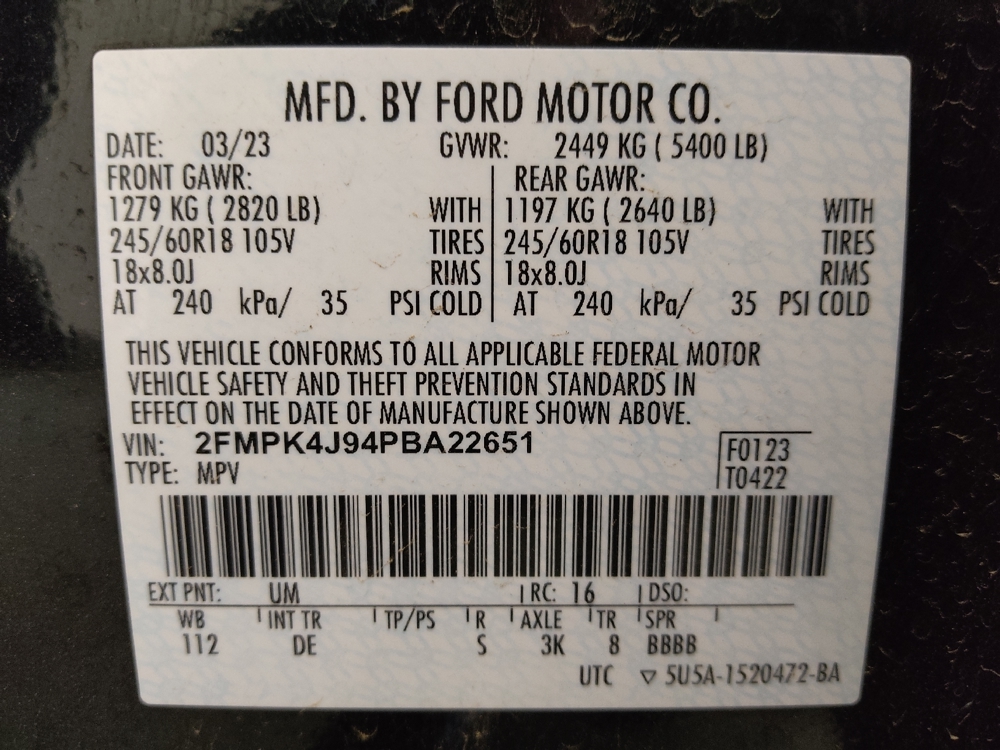 MFD. BY FORD MOTOR CO.
DATE: 03/23 GVWR: 2449 KG ( 5400 LB)
FRONT GAWR: REAR GAWR:
1279 KG ( 2820 LB) WITH 1197 KG ( 2640 LB) WITH
245/60R18 105V TIRES 245/60R18 105V TIRES
18x8.0J RIMS 18x8.0J RIMS
AT 240 kPa/ 35 PSI COLD AT 240 kPa/ 35 PSI COLD
THIS VEHICLE CONFORMS TO ALL APPLICABLE FEDERAL MOTOR
VEHICLE SAFETY AND THEFT PREVENTION STANDARDS IN
EFFECT ON THE DATE OF MANUFACTURE SHOWN ABOVE.
VIN: 2FMPK4J94PBA22651 F0123
TYPE: MPV T0422
EXT PNT: UM RC: 16 DSO:
WB INT TR TP/PS R AXLE TR SPR
112 DE S 3K 8 BBBB
UTC ▽ 5U5A-1520472-BA